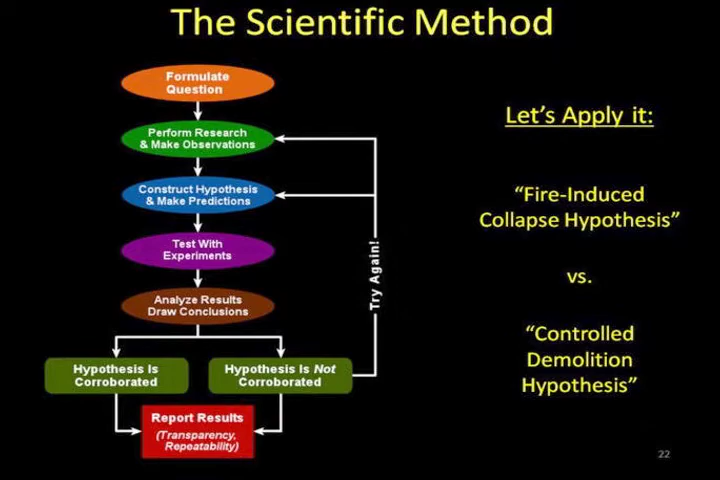 The Scientific Method
Formulate
Question
Perform Research
& Make Observations
Construct Hypothesis
& Make Predictions
Test With
Experiments
Analyze Results
Draw Conclusions
Hypothesis Is
Corroborated
Hypothesis Is Not
Corroborated
Try Again!
Report Results
(Transparency,
Repeatability)
Let's Apply it:
“Fire-Induced
Collapse Hypothesis”
vs.
“Controlled
Demolition
Hypothesis”
22